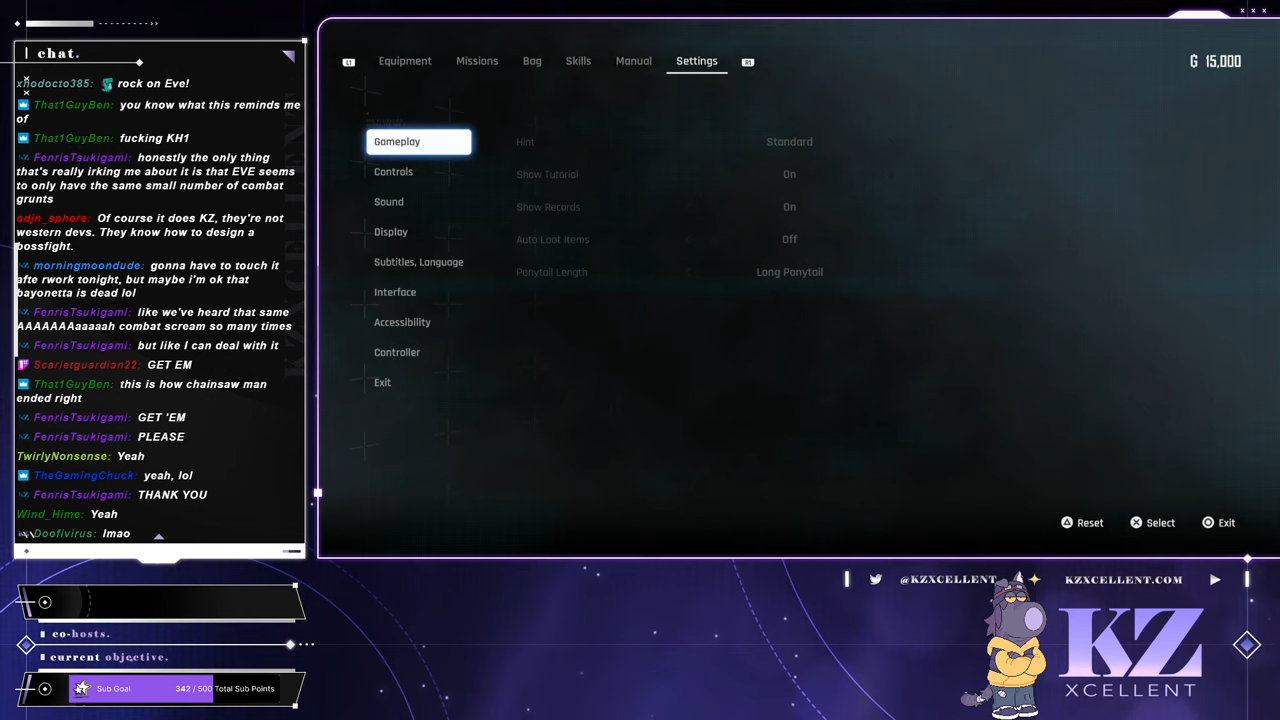 chat.
xhodocto385: rock on Eve!
That1GuyBen: you know what this reminds me
of
That1GuyBen: fucking KH1
FenrisTsukigami: honestly the only thing
that's really irking me about it is that EVE seems
to only have the same small number of combat
grunts
odjn_sphere: Of course it does KZ, they're not
western devs. They know how to design a
bossfight.
morningmoondude: gonna have to touch it
afte rwork tonight, but maybe i'm ok that
bayonetta is dead lol
FenrisTsukigami: like we've heard that same
AAAAAAAaaaaah combat scream so many times
FenrisTsukigami: but like I can deal with it
Scarletguardian22: GET EM
That1GuyBen: this is how chainsaw man
ended right
FenrisTsukigami: GET 'EM
FenrisTsukigami: PLEASE
TwirlyNonsense: Yeah
TheGamingChuck: yeah, lol
FenrisTsukigami: THANK YOU
Wind_Hime: Yeah
Doofivirus: lmao
co-hosts.
current objective.
Sub Goal 342 / 500 Total Sub Points
L1 Equipment Missions Bag Skills Manual Settings R1
15,000
Gameplay
Controls
Sound
Display
Subtitles, Language
Interface
Accessibility
Controller
Exit
Hint Standard
Show Tutorial On
Show Records On
Auto Loot Items Off
Ponytail Length Long Ponytail
Reset Select Exit
@KZXCELLENT KZXCELLENT.COM
KZ
XCELLENT